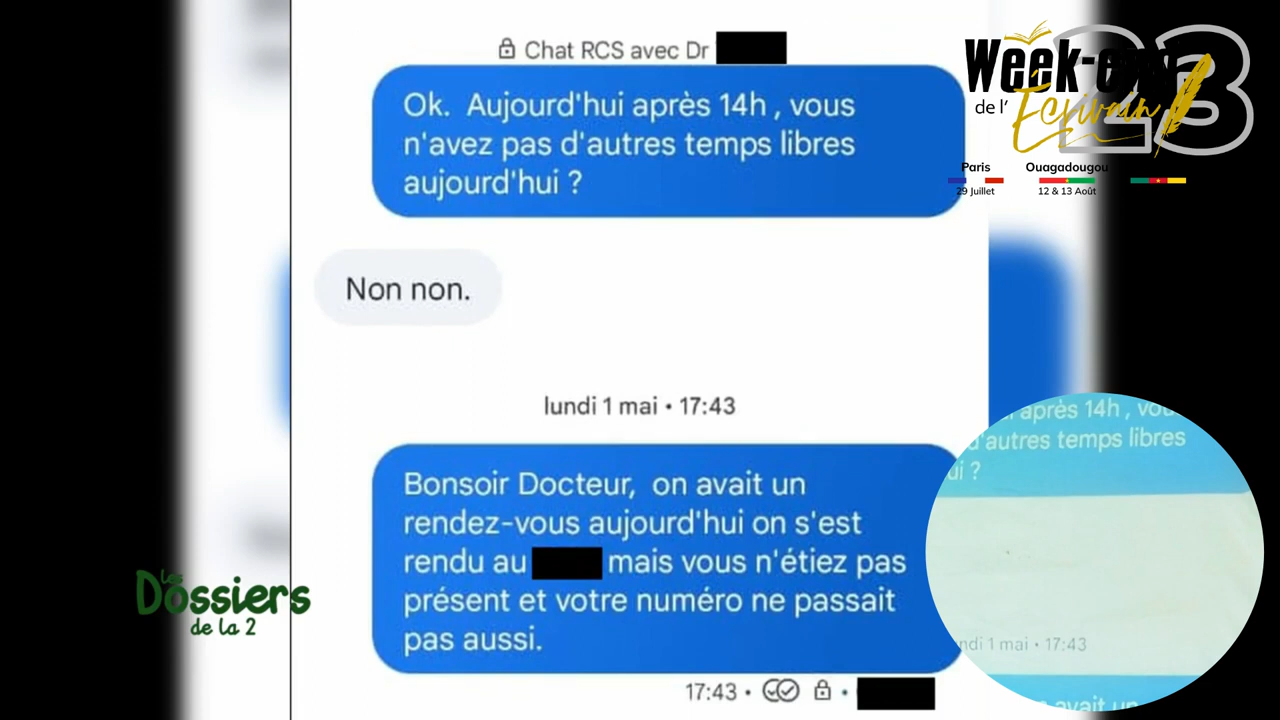 Chat RCS avec Dr
Ok. Aujourd'hui après 14h , vous
n'avez pas d'autres temps libres
aujourd'hui ?
Non non.
lundi 1 mai • 17:43
Bonsoir Docteur, on avait un
rendez-vous aujourd'hui on s'est
rendu au mais vous n'étiez pas
présent et votre numéro ne passait
pas aussi.
17:43 •
Week-end 23
de l' Écrivain
Paris Ouagadougou
29 Juillet 12 & 13 Août
Les
Dossiers
de la 2
après 14h , vou
d'autres temps libres
ui ?
ndi 1 mai • 17:43
avait un